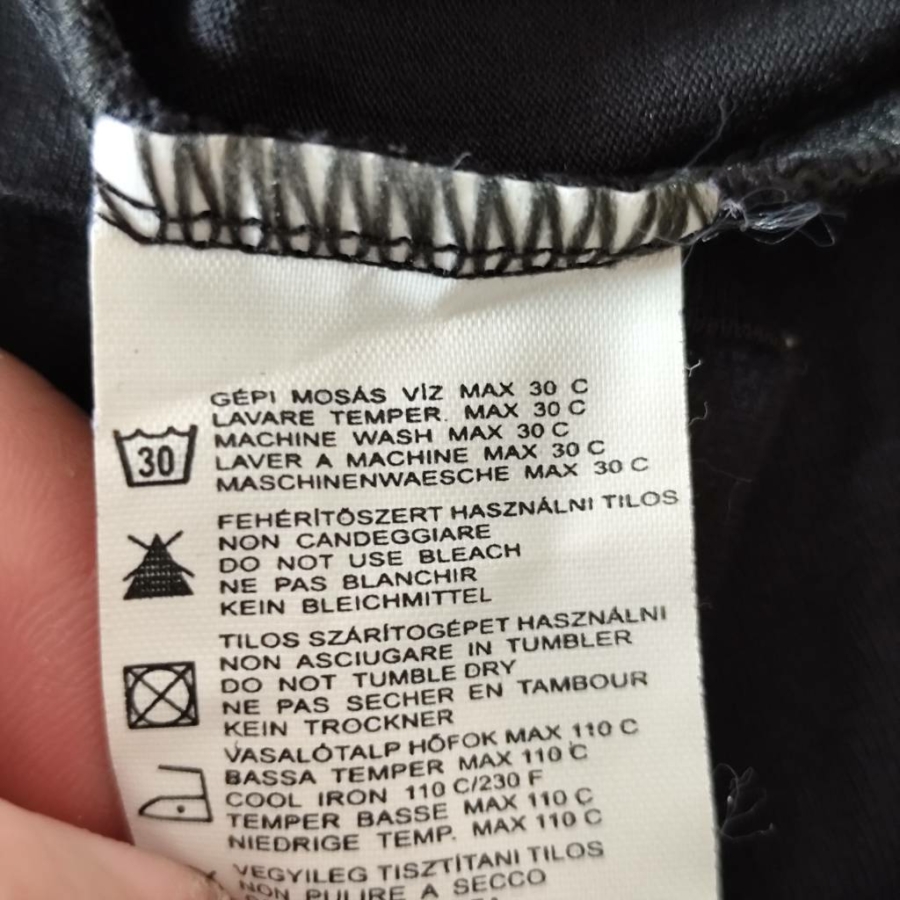 GÉPI MOSÁS VÍZ MAX 30 C
LAVARE TEMPER. MAX 30 C
MACHINE WASH MAX 30 C
LAVER A MACHINE MAX 30 C
MASCHINENWAESCHE MAX 30 C
30
FEHÉRÍTŐSZERT HASZNÁLNI TILOS
NON CANDEGGIARE
DO NOT USE BLEACH
NE PAS BLANCHIR
KEIN BLEICHMITTEL
TILOS SZÁRÍTOGÉPET HASZNÁLNI
NON ASCIUGARE IN TUMBLER
DO NOT TUMBLE DRY
NE PAS SECHER EN TAMBOUR
KEIN TROCKNER
VASALÓTALP HŐFOK MAX 110 C
BASSA TEMPER MAX 110 C
COOL IRON 110 C/230 F
TEMPER BASSE MAX 110 C
NIEDRIGE TEMP. MAX 110 C
VEGYILEG TISZTÍTANI TILOS
NON PULIRE A SECCO